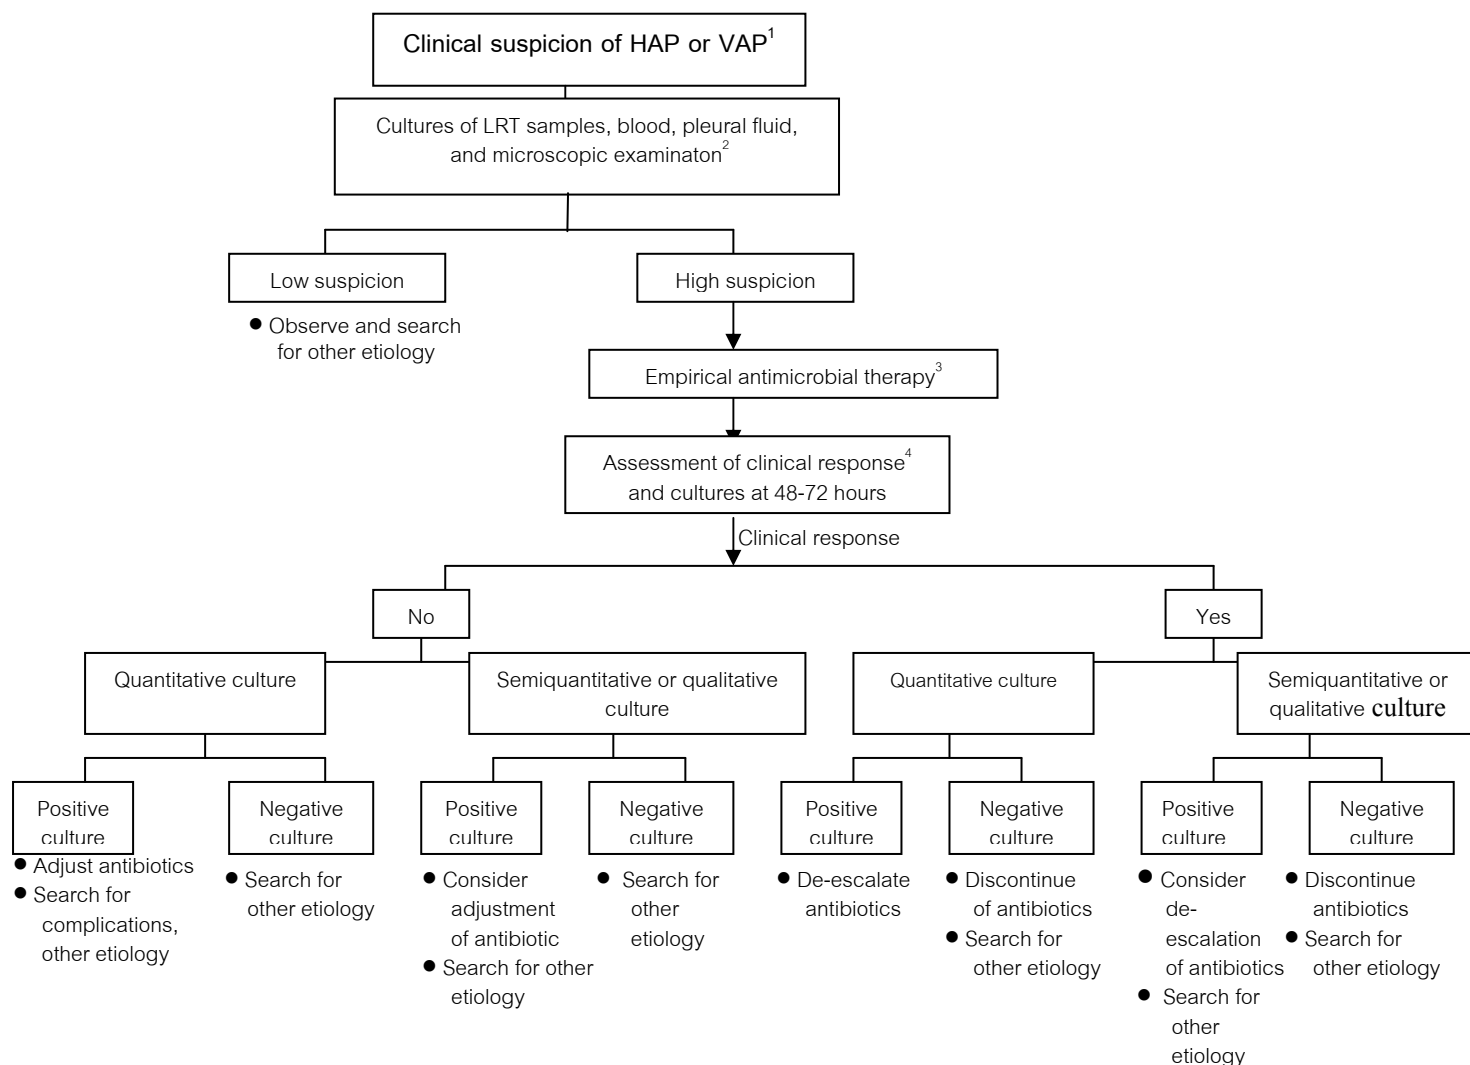 Clinical suspicion of HAP or VAP1
Cultures of LRT samples, blood, pleural fluid,
and microscopic examinaton2
Low suspicion
High suspicion
● Observe and search
for other etiology
Empirical antimicrobial therapy3
Assessment of clinical response4
and cultures at 48-72 hours
Clinical response
No
Yes
Quantitative culture
Semiquantitative or qualitative
culture
Quantitative culture
Semiquantitative or
qualitative culture
Positive
culture
Negative
culture
Positive
culture
Negative
culture
Positive
culture
Negative
culture
Positive
culture
Negative
culture
● Adjust antibiotics
● Search for
complications,
other etiology
● Search for
other etiology
● Consider
adjustment
of antibiotic
● Search for other
etiology
● Search for
other
etiology
● De-escalate
antibiotics
● Discontinue
of antibiotics
● Search for
other etiology
● Consider
de-
escalation
of antibiotics
● Search for
other
etiology
● Discontinue
antibiotics
● Search for
other etiology